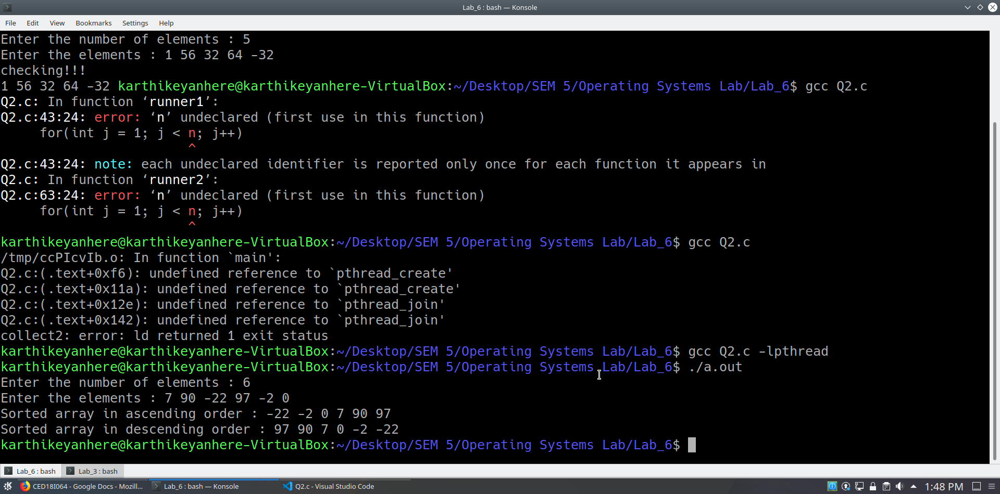 Lab_6 : bash — Konsole
File Edit View Bookmarks Settings Help
Enter the number of elements : 5
Enter the elements : 1 56 32 64 -32
checking!!!
1 56 32 64 -32 karthikeyanhere@karthikeyanhere-VirtualBox:~/Desktop/SEM 5/Operating Systems Lab/Lab_6$ gcc Q2.c
Q2.c: In function ‘runner1’:
Q2.c:43:24: error: ‘n’ undeclared (first use in this function)
     for(int j = 1; j < n; j++)
                        ^
Q2.c:43:24: note: each undeclared identifier is reported only once for each function it appears in
Q2.c: In function ‘runner2’:
Q2.c:63:24: error: ‘n’ undeclared (first use in this function)
     for(int j = 1; j < n; j++)
                        ^
karthikeyanhere@karthikeyanhere-VirtualBox:~/Desktop/SEM 5/Operating Systems Lab/Lab_6$ gcc Q2.c
/tmp/ccPIcvIb.o: In function `main':
Q2.c:(.text+0xf6): undefined reference to `pthread_create'
Q2.c:(.text+0x11a): undefined reference to `pthread_create'
Q2.c:(.text+0x12e): undefined reference to `pthread_join'
Q2.c:(.text+0x142): undefined reference to `pthread_join'
collect2: error: ld returned 1 exit status
karthikeyanhere@karthikeyanhere-VirtualBox:~/Desktop/SEM 5/Operating Systems Lab/Lab_6$ gcc Q2.c -lpthread
karthikeyanhere@karthikeyanhere-VirtualBox:~/Desktop/SEM 5/Operating Systems Lab/Lab_6$ ./a.out
Enter the number of elements : 6
Enter the elements : 7 90 -22 97 -2 0
Sorted array in ascending order : -22 -2 0 7 90 97
Sorted array in descending order : 97 90 7 0 -2 -22
karthikeyanhere@karthikeyanhere-VirtualBox:~/Desktop/SEM 5/Operating Systems Lab/Lab_6$
Lab_6 : bash Lab_3 : bash
CED18I064 - Google Docs - Mozill... Lab_6 : bash — Konsole Q2.c - Visual Studio Code 1:48 PM